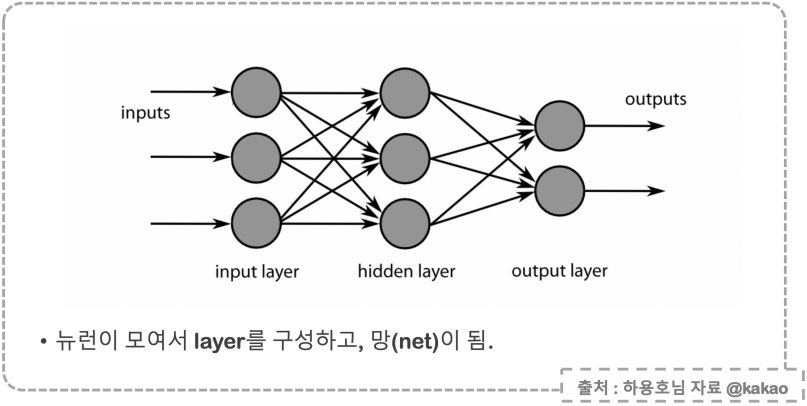 inputs
outputs
input layer
hidden layer
output layer
• 뉴런이 모여서 layer를 구성하고, 망(net)이 됨.
출처 : 하용호님 자료 @kakao